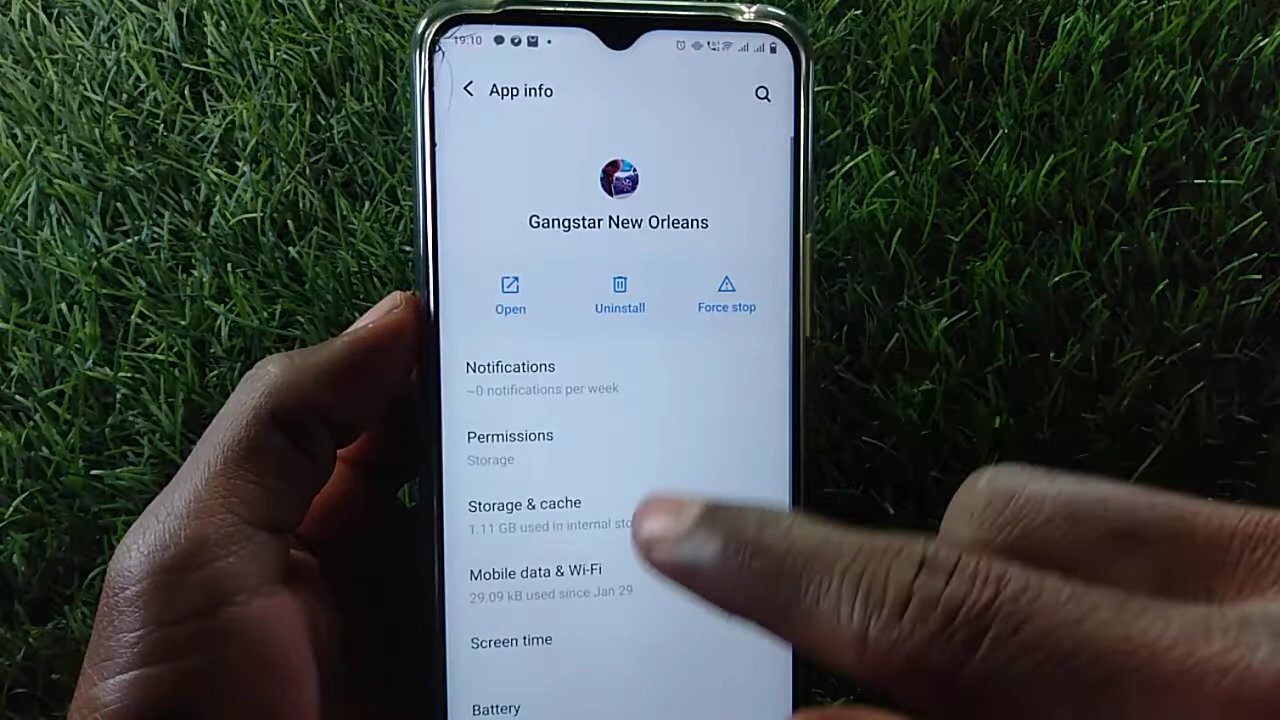 19:10
App info
Gangstar New Orleans
Open
Uninstall
Force stop
Notifications
~0 notifications per week
Permissions
Storage
Storage & cache
1.11 GB used in internal
Mobile data & Wi-Fi
29.09 kB used since Jan 29
Screen time
Battery